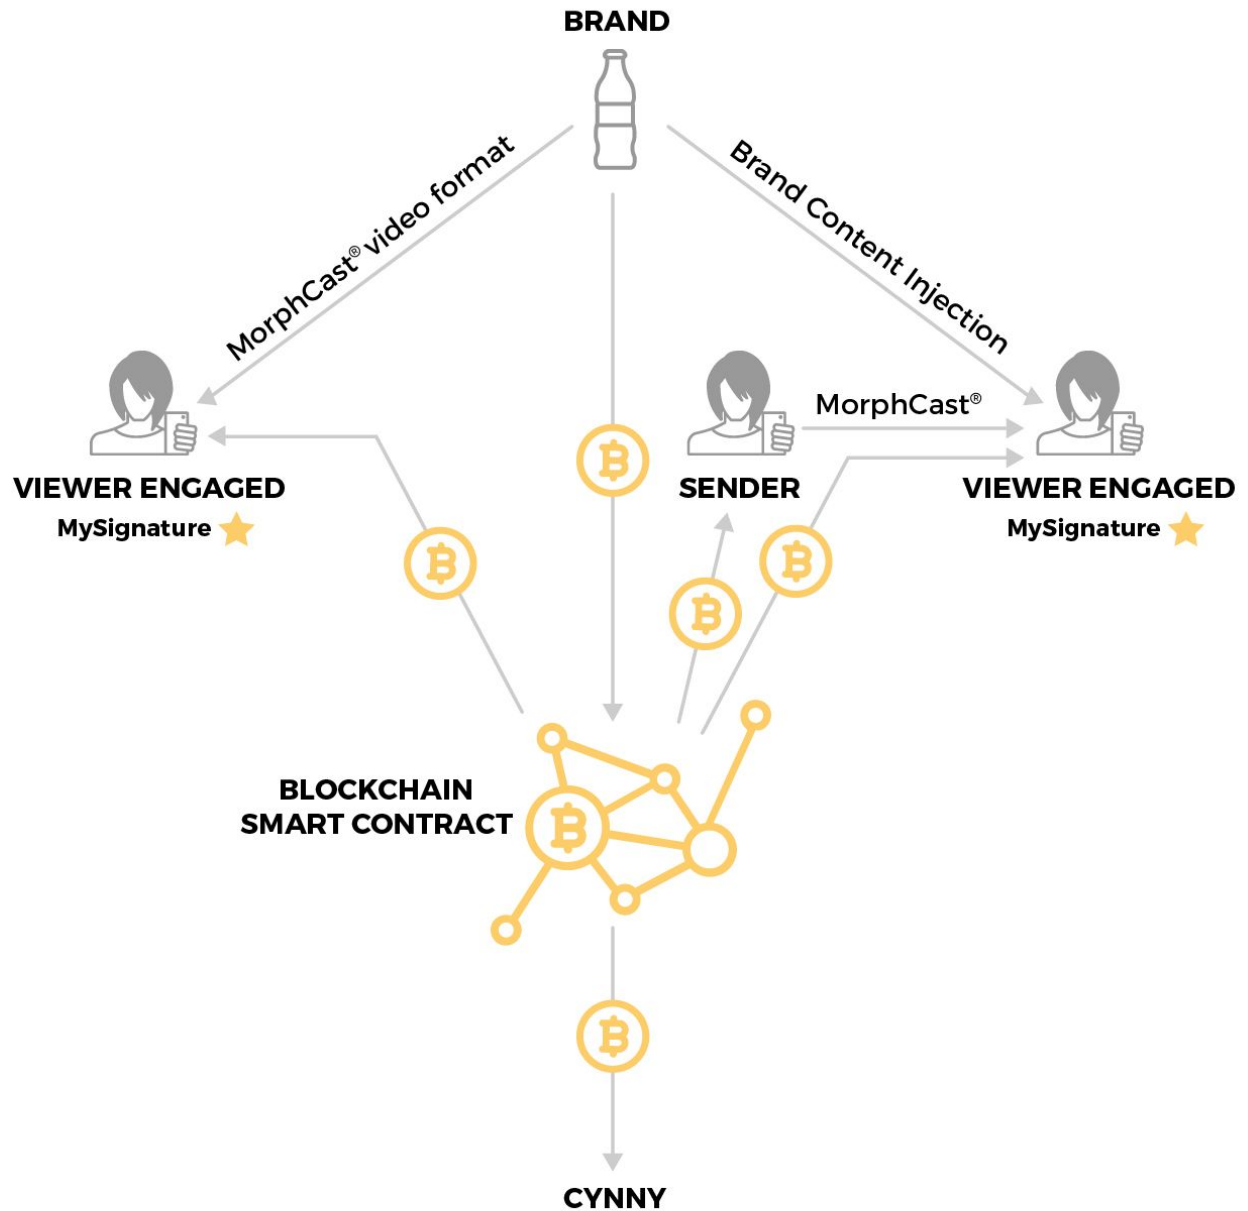 BRAND
MorphCast® video format
Brand Content Injection
MorphCast®
VIEWER ENGAGED
MySignature
SENDER
VIEWER ENGAGED
MySignature
BLOCKCHAIN
SMART CONTRACT
CYNNY